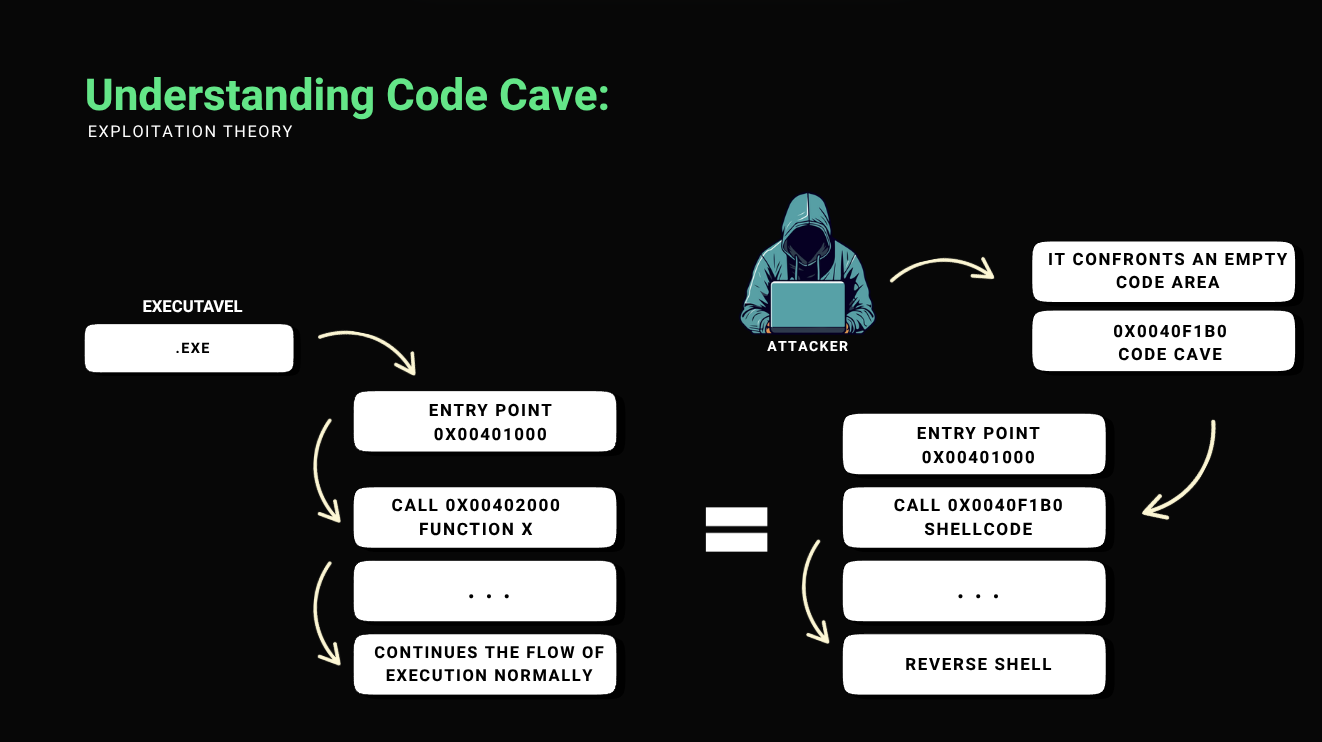 Understanding Code Cave:
EXPLOITATION THEORY
EXECUTAVEL
.EXE
ENTRY POINT
0X00401000
CALL 0X00402000
FUNCTION X
. . .
CONTINUES THE FLOW OF
EXECUTION NORMALLY
ATTACKER
IT CONFRONTS AN EMPTY
CODE AREA
0X0040F1B0
CODE CAVE
ENTRY POINT
0X00401000
CALL 0X0040F1B0
SHELLCODE
. . .
REVERSE SHELL